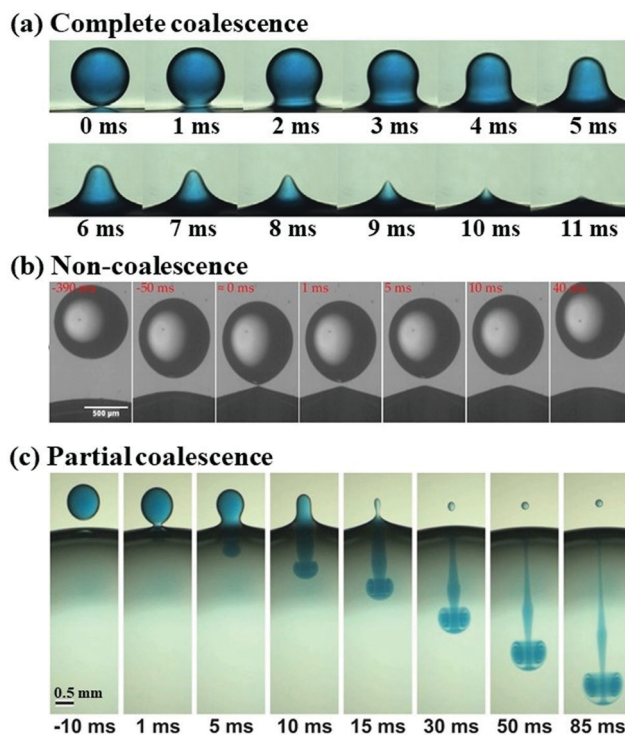 (a) Complete coalescence
0 ms 1 ms 2 ms 3 ms 4 ms 5 ms
6 ms 7 ms 8 ms 9 ms 10 ms 11 ms
(b) Non-coalescence
-390 ms -50 ms ≈ 0 ms 1 ms 5 ms 10 ms 40 ms
500 μm
(c) Partial coalescence
0.5 mm
-10 ms 1 ms 5 ms 10 ms 15 ms 30 ms 50 ms 85 ms